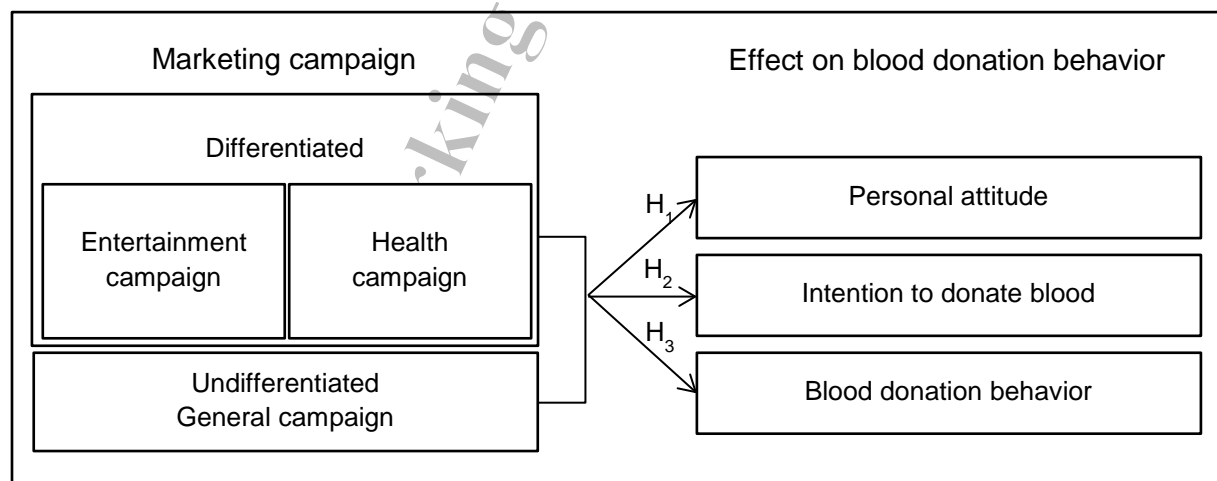 Marketing campaign
Differentiated
Entertainment
campaign
Health
campaign
Undifferentiated
General campaign
Effect on blood donation behavior
H1
H2
H3
Personal attitude
Intention to donate blood
Blood donation behavior